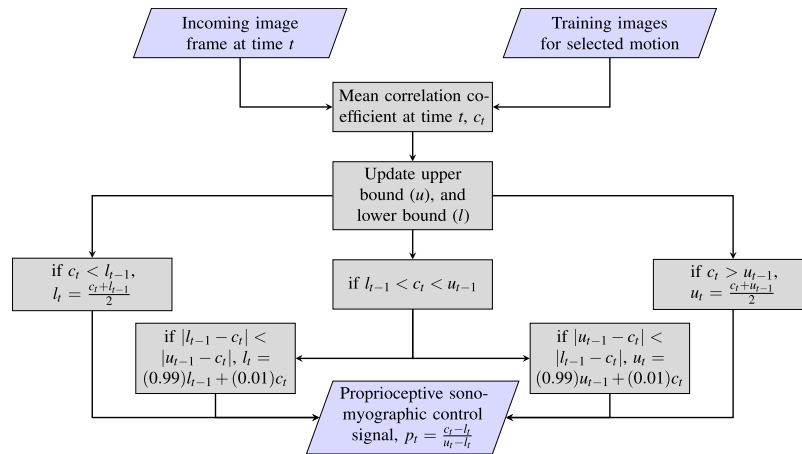 Incoming image
frame at time t
Training images
for selected motion
Mean correlation co-
efficient at time t, c_t
Update upper
bound (u), and
lower bound (l)
if c_t < l_{t−1},
l_t = \frac{c_t+l_{t−1}}{2}
if l_{t−1} < c_t < u_{t−1}
if c_t > u_{t−1},
u_t = \frac{c_t+u_{t−1}}{2}
if |l_{t−1} − c_t| <
|u_{t−1} − c_t|, l_t =
(0.99)l_{t−1} + (0.01)c_t
if |u_{t−1} − c_t| <
|l_{t−1} − c_t|, u_t =
(0.99)u_{t−1} + (0.01)c_t
Proprioceptive sono-
myographic control
signal, p_t = \frac{c_t−l_t}{u_t−l_t}